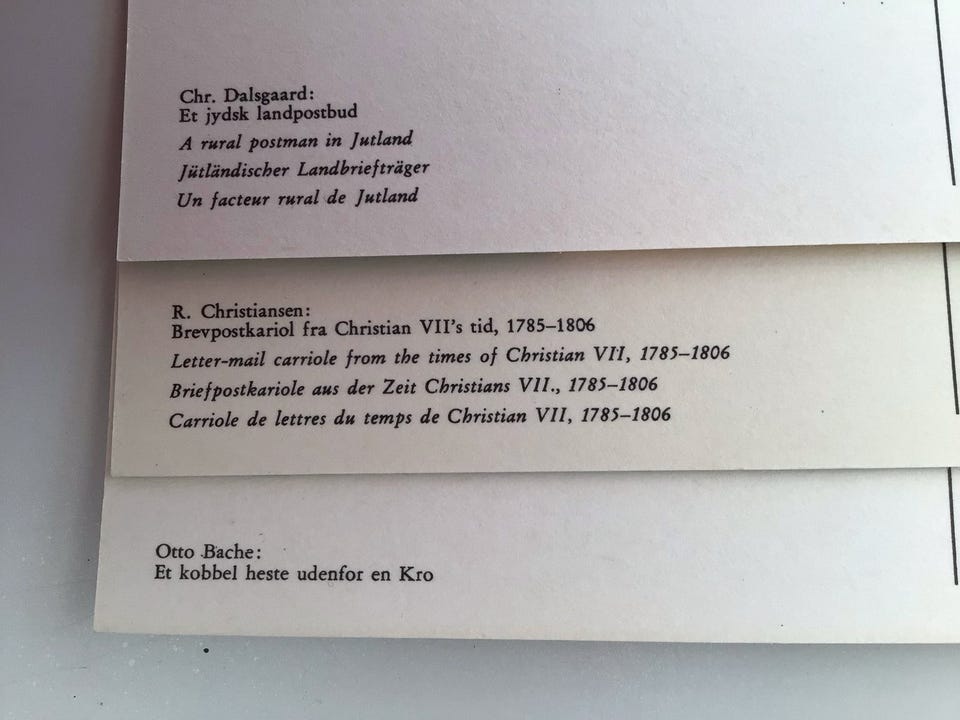 Chr. Dalsgaard:
Et jydsk landpostbud
A rural postman in Jutland
Jütländischer Landbriefträger
Un facteur rural de Jutland
R. Christiansen:
Brevpostkariol fra Christian VII's tid, 1785–1806
Letter-mail carriole from the times of Christian VII, 1785–1806
Briefpostkariole aus der Zeit Christians VII., 1785–1806
Carriole de lettres du temps de Christian VII, 1785–1806
Otto Bache:
Et kobbel heste udenfor en Kro